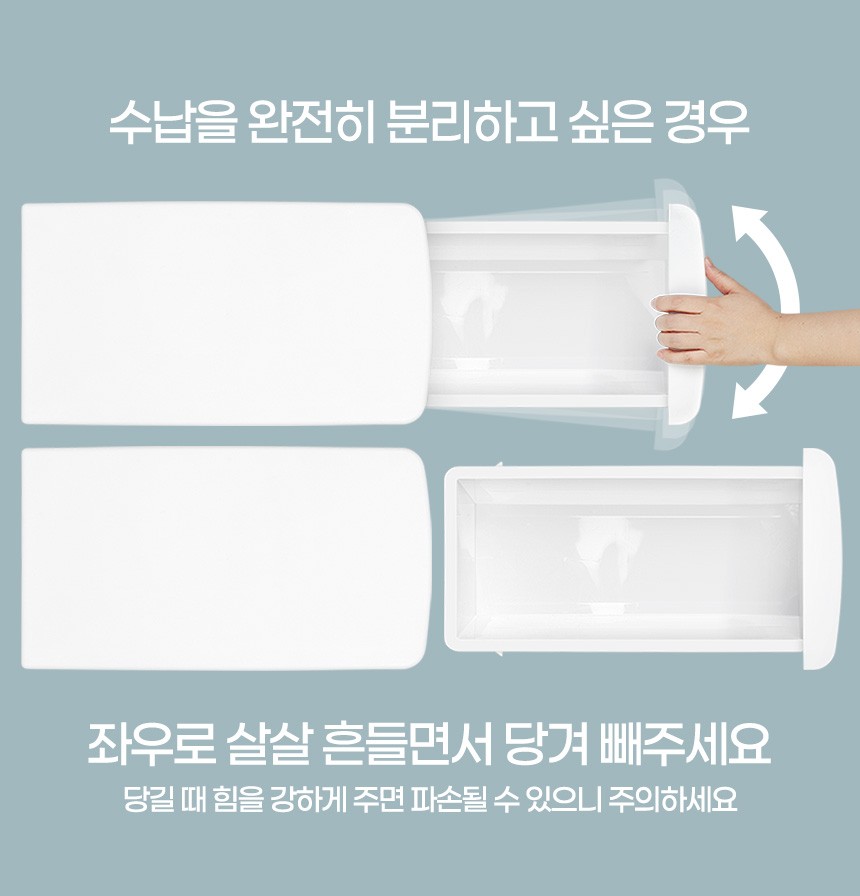 수납을 완전히 분리하고 싶은 경우
좌우로 살살 흔들면서 당겨 빼주세요
당길 때 힘을 강하게 주면 파손될 수 있으니 주의하세요